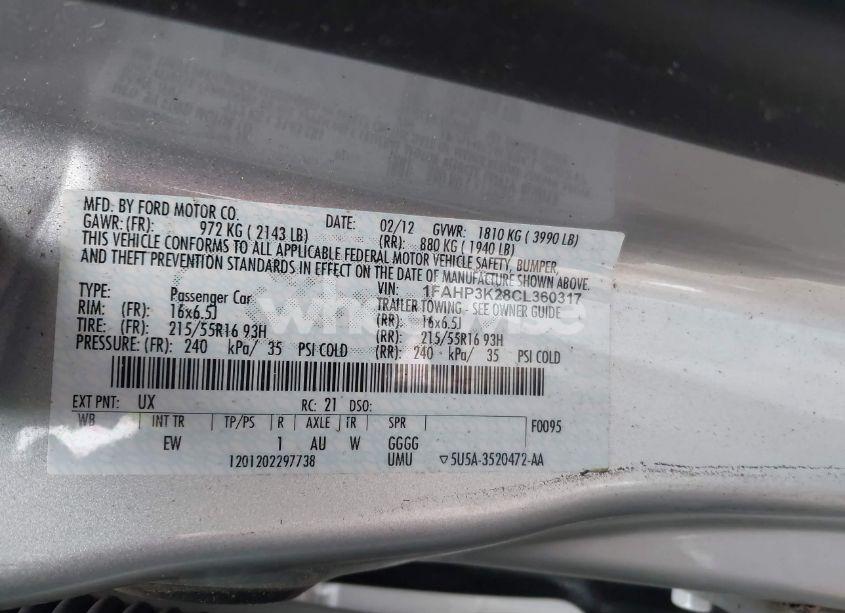 MFD. BY FORD MOTOR CO. DATE: 02/12 GVWR: 1810 KG ( 3990 LB)
GAWR: (FR): 972 KG ( 2143 LB) (RR): 880 KG ( 1940 LB)
THIS VEHICLE CONFORMS TO ALL APPLICABLE FEDERAL MOTOR VEHICLE SAFETY, BUMPER,
AND THEFT PREVENTION STANDARDS IN EFFECT ON THE DATE OF MANUFACTURE SHOWN ABOVE.
VIN: 1FAHP3K28CL360317
TYPE: Passenger Car TRAILER TOWING - SEE OWNER GUIDE
RIM: (FR): 16x6.5J (RR): 16x6.5J
TIRE: (FR): 215/55R16 93H (RR): 215/55R16 93H
PRESSURE: (FR): 240 kPa/ 35 PSI COLD (RR): 240 kPa/ 35 PSI COLD
EXT PNT: UX RC: 21 DSO:
WB INT TR TP/PS R AXLE TR SPR F0095
EW 1 AU W GGGG
1201202297738 UMU ▽5U5A-3520472-AA